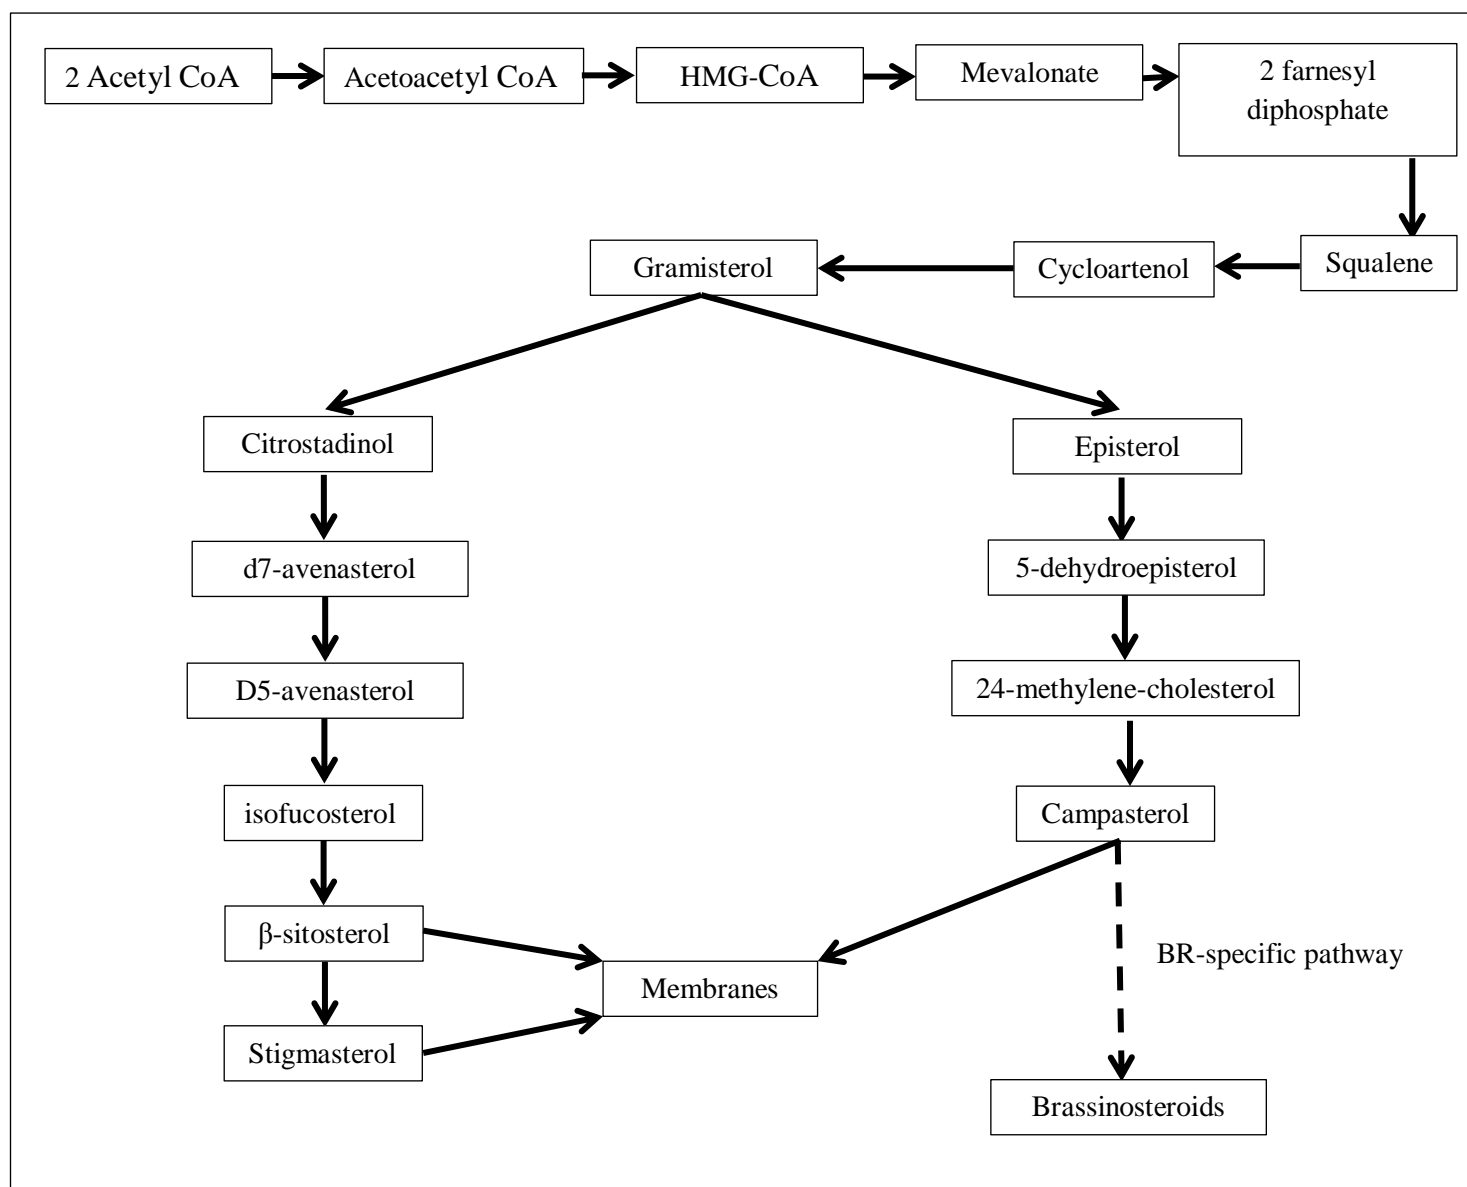 2 Acetyl CoA
Acetoacetyl CoA
HMG-CoA
Mevalonate
2 farnesyl
diphosphate
Gramisterol
Cycloartenol
Squalene
Citrostadinol
Episterol
d7-avenasterol
5-dehydroepisterol
D5-avenasterol
24-methylene-cholesterol
isofucosterol
Campasterol
β-sitosterol
BR-specific pathway
Membranes
Stigmasterol
Brassinosteroids